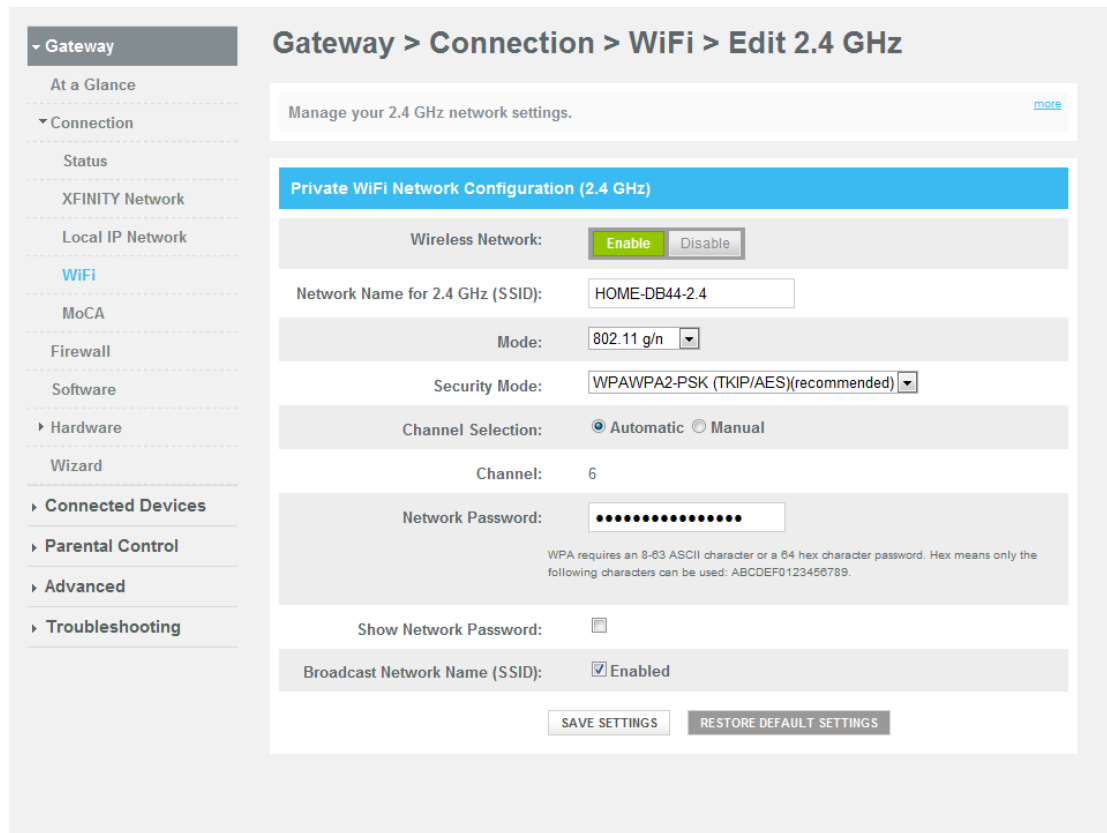 Gateway
At a Glance
Connection
Status
XFINITY Network
Local IP Network
WiFi
MoCA
Firewall
Software
Hardware
Wizard
Connected Devices
Parental Control
Advanced
Troubleshooting
Gateway > Connection > WiFi > Edit 2.4 GHz
Manage your 2.4 GHz network settings. more
Private WiFi Network Configuration (2.4 GHz)
Wireless Network: Enable Disable
Network Name for 2.4 GHz (SSID): HOME-DB44-2.4
Mode: 802.11 g/n
Security Mode: WPAWPA2-PSK (TKIP/AES)(recommended)
Channel Selection: Automatic Manual
Channel: 6
Network Password: ●●●●●●●●●●●●●●●●
WPA requires an 8-63 ASCII character or a 64 hex character password. Hex means only the
following characters can be used: ABCDEF0123456789.
Show Network Password:
Broadcast Network Name (SSID): Enabled
SAVE SETTINGS RESTORE DEFAULT SETTINGS